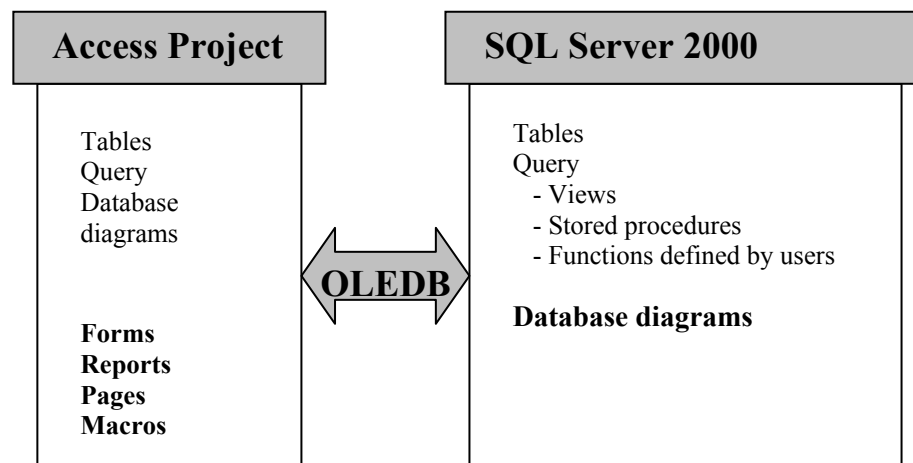 Access Project
Tables
Query
Database
diagrams
Forms
Reports
Pages
Macros
OLEDB
SQL Server 2000
Tables
Query
- Views
- Stored procedures
- Functions defined by users
Database diagrams